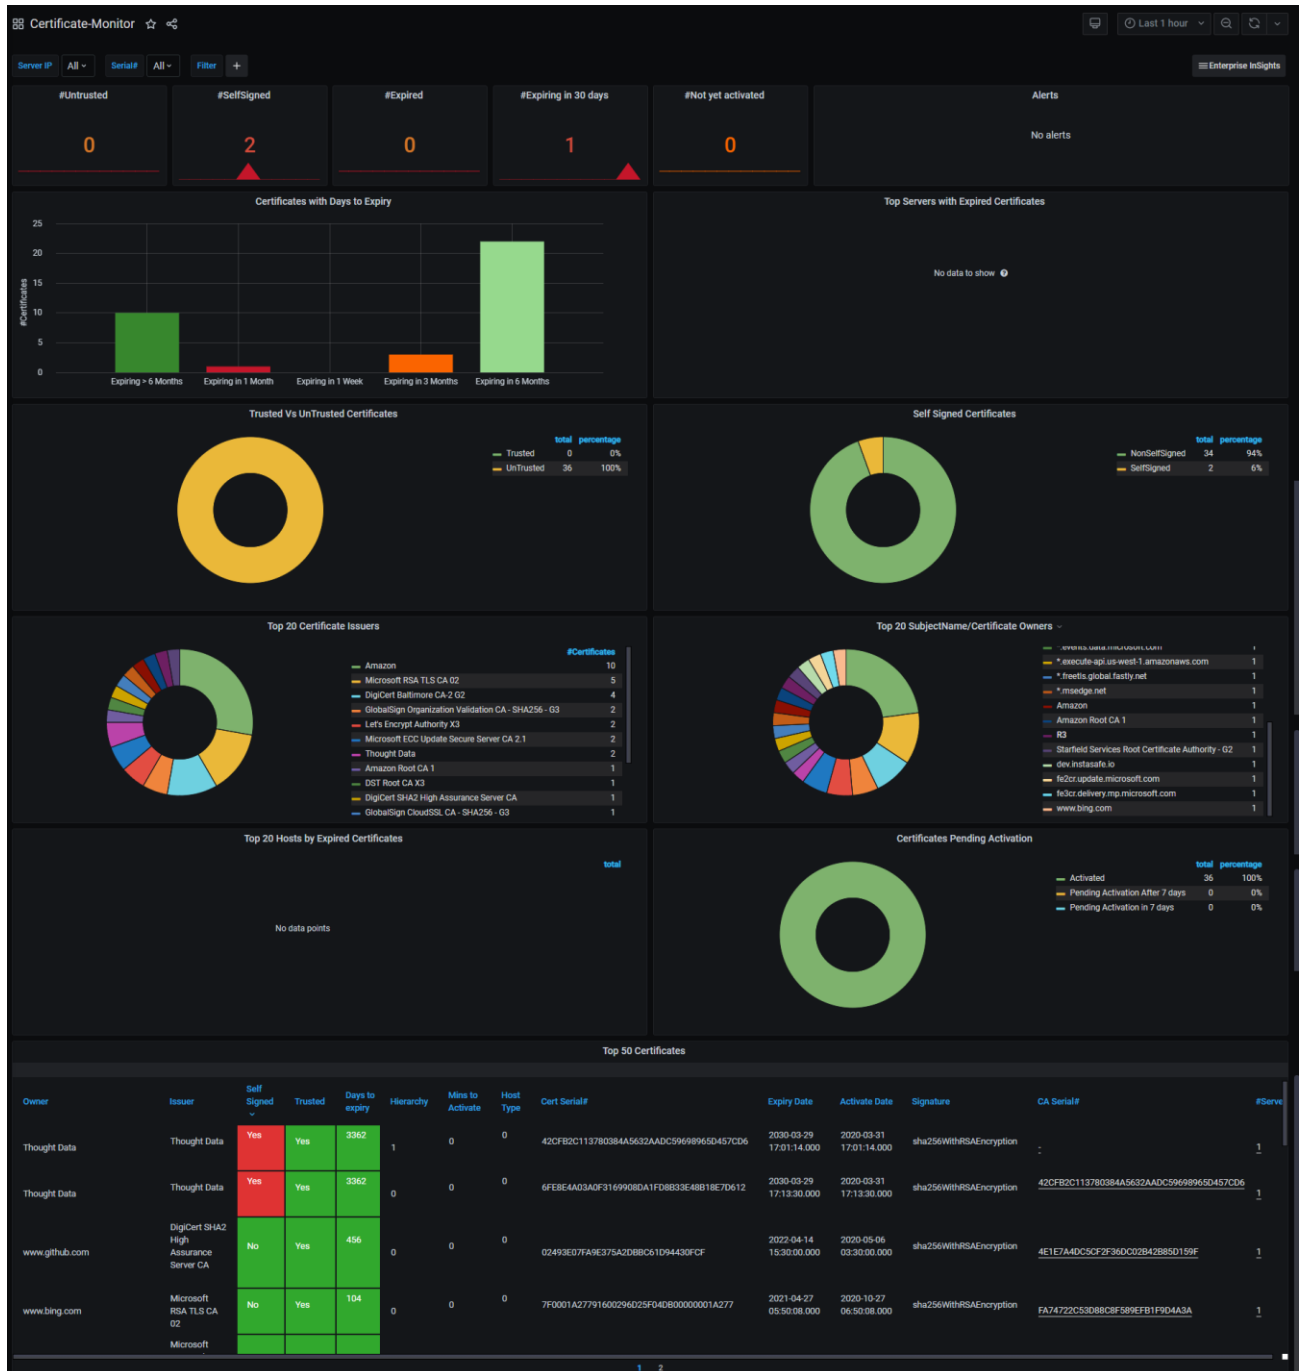 Certificate-Monitor
Last 1 hour
Server IP All Serial# All Filter +
Enterprise InSights
#Untrusted
0
#SelfSigned
2
#Expired
0
#Expiring in 30 days
1
#Not yet activated
0
Alerts
No alerts
Certificates with Days to Expiry
#Certificates
25
20
15
10
5
0
Expiring > 6 Months Expiring in 1 Month Expiring in 1 Week Expiring in 3 Months Expiring in 6 Months
Top Servers with Expired Certificates
No data to show
Trusted Vs UnTrusted Certificates
total percentage
Trusted 0 0%
UnTrusted 36 100%
Self Signed Certificates
total percentage
NonSelfSigned 34 94%
SelfSigned 2 6%
Top 20 Certificate Issuers
#Certificates
Amazon 10
Microsoft RSA TLS CA 02 5
DigiCert Baltimore CA-2 G2 4
GlobalSign Organization Validation CA - SHA256 - G3 2
Let's Encrypt Authority X3 2
Microsoft ECC Update Secure Server CA 2.1 2
Thought Data 2
Amazon Root CA 1 1
DST Root CA X3 1
DigiCert SHA2 High Assurance Server CA 1
GlobalSign CloudSSL CA - SHA256 - G3 1
Top 20 SubjectName/Certificate Owners
*.events.data.microsoft.com 1
*.execute-api.us-west-1.amazonaws.com 1
*.freetls.global.fastly.net 1
*.msedge.net 1
Amazon 1
Amazon Root CA 1 1
R3 1
Starfield Services Root Certificate Authority - G2 1
dev.instasafe.io 1
fe2cr.update.microsoft.com 1
fe3cr.delivery.mp.microsoft.com 1
www.bing.com 1
Top 20 Hosts by Expired Certificates
total
No data points
Certificates Pending Activation
total percentage
Activated 36 100%
Pending Activation After 7 days 0 0%
Pending Activation in 7 days 0 0%
Top 50 Certificates
Owner Issuer Self Signed Trusted Days to expiry Hierarchy Mins to Activate Host Type Cert Serial# Expiry Date Activate Date Signature CA Serial# #Serve
Thought Data Thought Data Yes Yes 3362 1 0 0 42CFB2C113780384A5632AADC59698965D457CD6 2030-03-29 17:01:14.000 2020-03-31 17:01:14.000 sha256WithRSAEncryption - 1
Thought Data Thought Data Yes Yes 3362 0 0 0 6FE8E4A03A0F3169908DA1FD8B33E48B18E7D612 2030-03-29 17:13:30.000 2020-03-31 17:13:30.000 sha256WithRSAEncryption 42CFB2C113780384A5632AADC59698965D457CD6 1
www.github.com DigiCert SHA2 High Assurance Server CA No Yes 456 0 0 0 02493E07FA9E375A2DBBC61D94430FCF 2022-04-14 15:30:00.000 2020-05-06 03:30:00.000 sha256WithRSAEncryption 4E1E7A4DC5CF2F36DC02B42B85D159F 1
www.bing.com Microsoft RSA TLS CA 02 No Yes 104 0 0 0 7F0001A27791600296D25F04DB00000001A277 2021-04-27 05:50:08.000 2020-10-27 06:50:08.000 sha256WithRSAEncryption FA74722C53D88C8F589EFB1F9D4A3A 1
Microsoft
1 2